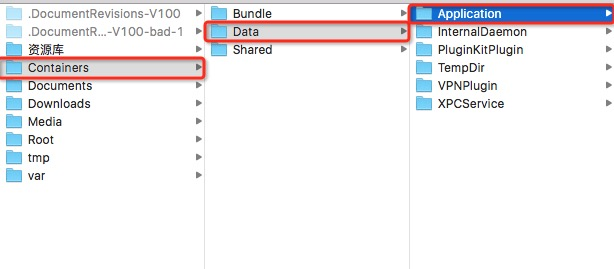 .DocumentRevisions-V100
.DocumentR...-V100-bad-1
资源库
Containers
Documents
Downloads
Media
Root
tmp
var
Bundle
Data
Shared
Application
InternalDaemon
PluginKitPlugin
TempDir
VPNPlugin
XPCService